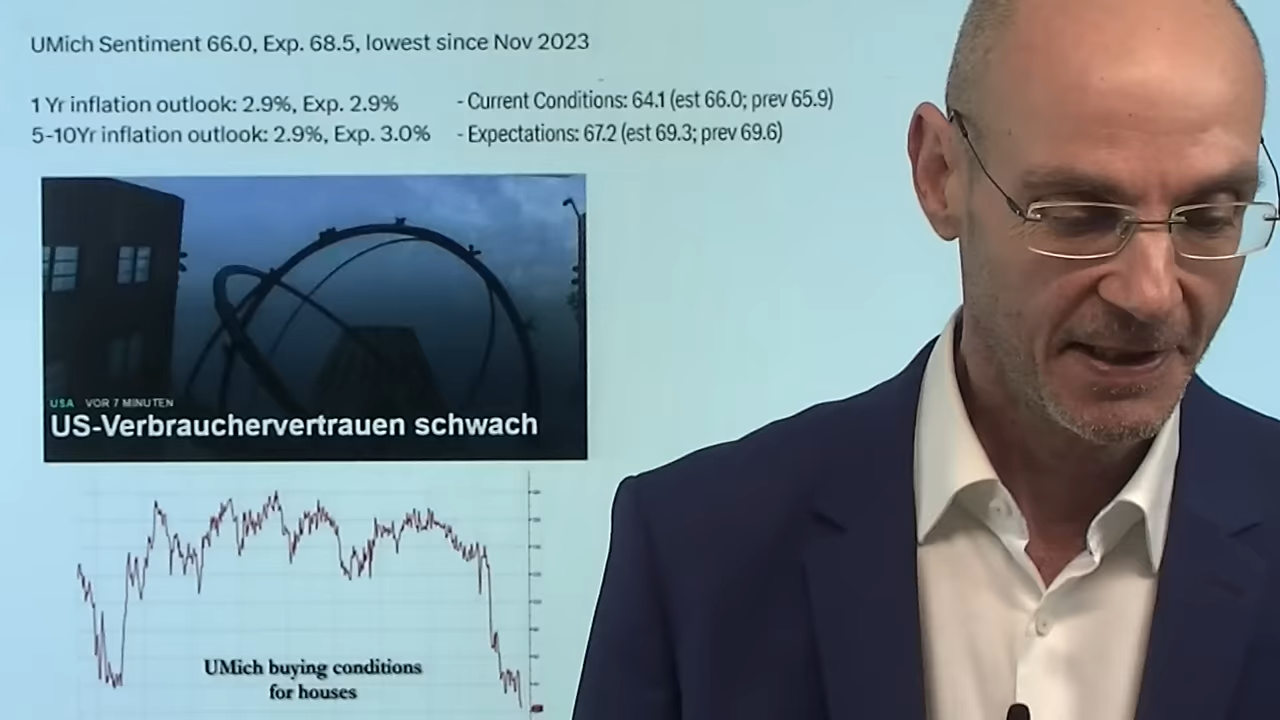 UMich Sentiment 66.0, Exp. 68.5, lowest since Nov 2023
1 Yr inflation outlook: 2.9%, Exp. 2.9%
5-10Yr inflation outlook: 2.9%, Exp. 3.0%
- Current Conditions: 64.1 (est 66.0; prev 65.9)
- Expectations: 67.2 (est 69.3; prev 69.6)
USA VOR 7 MINUTEN
US-Verbrauchervertrauen schwach
UMich buying conditions
for houses